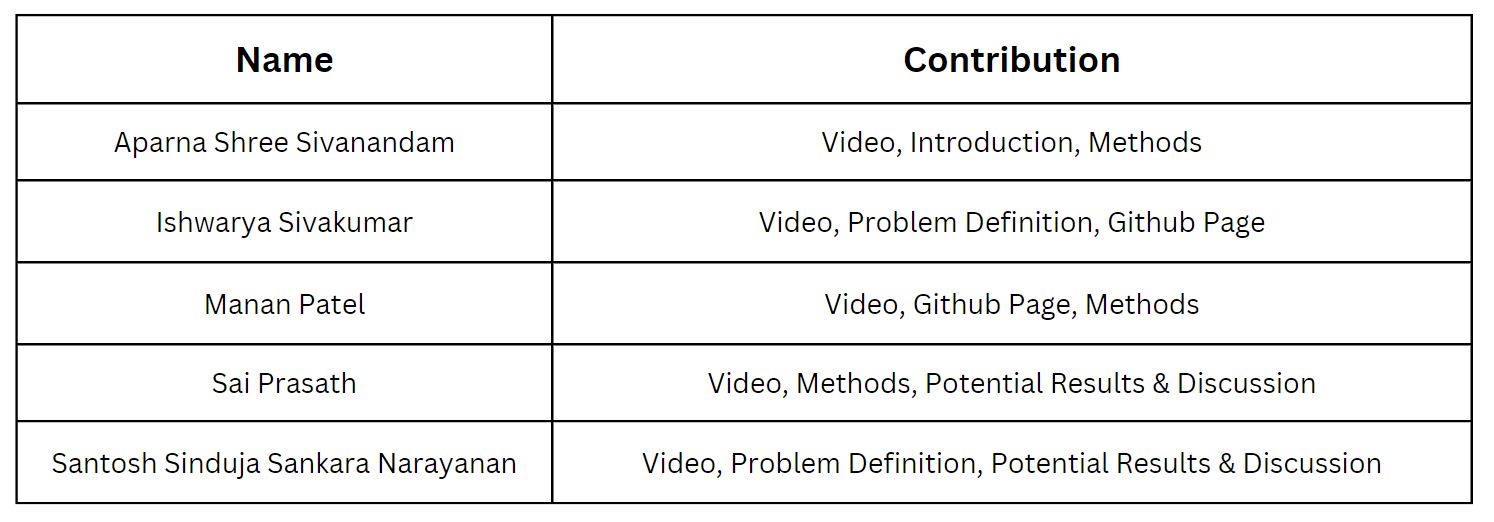 Name Contribution
Aparna Shree Sivanandam Video, Introduction, Methods
Ishwarya Sivakumar Video, Problem Definition, Github Page
Manan Patel Video, Github Page, Methods
Sai Prasath Video, Methods, Potential Results & Discussion
Santosh Sinduja Sankara Narayanan Video, Problem Definition, Potential Results & Discussion